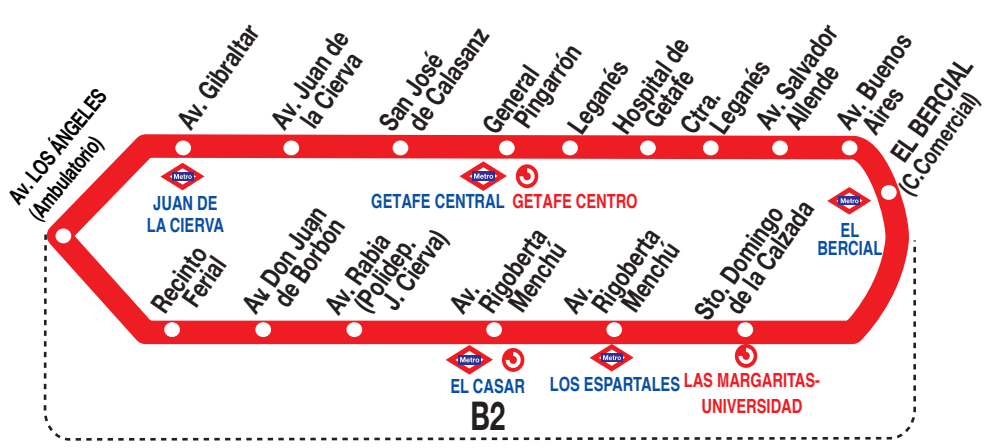 Av. LOS ÁNGELES
(Ambulatorio)
Av. Gibraltar
Av. Juan de
la Cierva
San José
de Calasanz
General
Pingarrón
Leganés
Hospital de
Getafe
Ctra.
Leganés
Av. Salvador
Allende
Av. Buenos
Aires
EL BERCIAL
(C.Comercial)
Metro
JUAN DE
LA CIERVA
Metro
GETAFE CENTRAL
GETAFE CENTRO
Metro
EL
BERCIAL
Recinto
Ferial
Av. Don Juan
de Borbón
Av. Rabia
(Polidep.
J. Cierva)
Av.
Rigoberta
Menchú
Av.
Rigoberta
Menchú
Sto. Domingo
de la Calzada
Metro
EL CASAR
Metro
LOS ESPARTALES
LAS MARGARITAS-
UNIVERSIDAD
B2